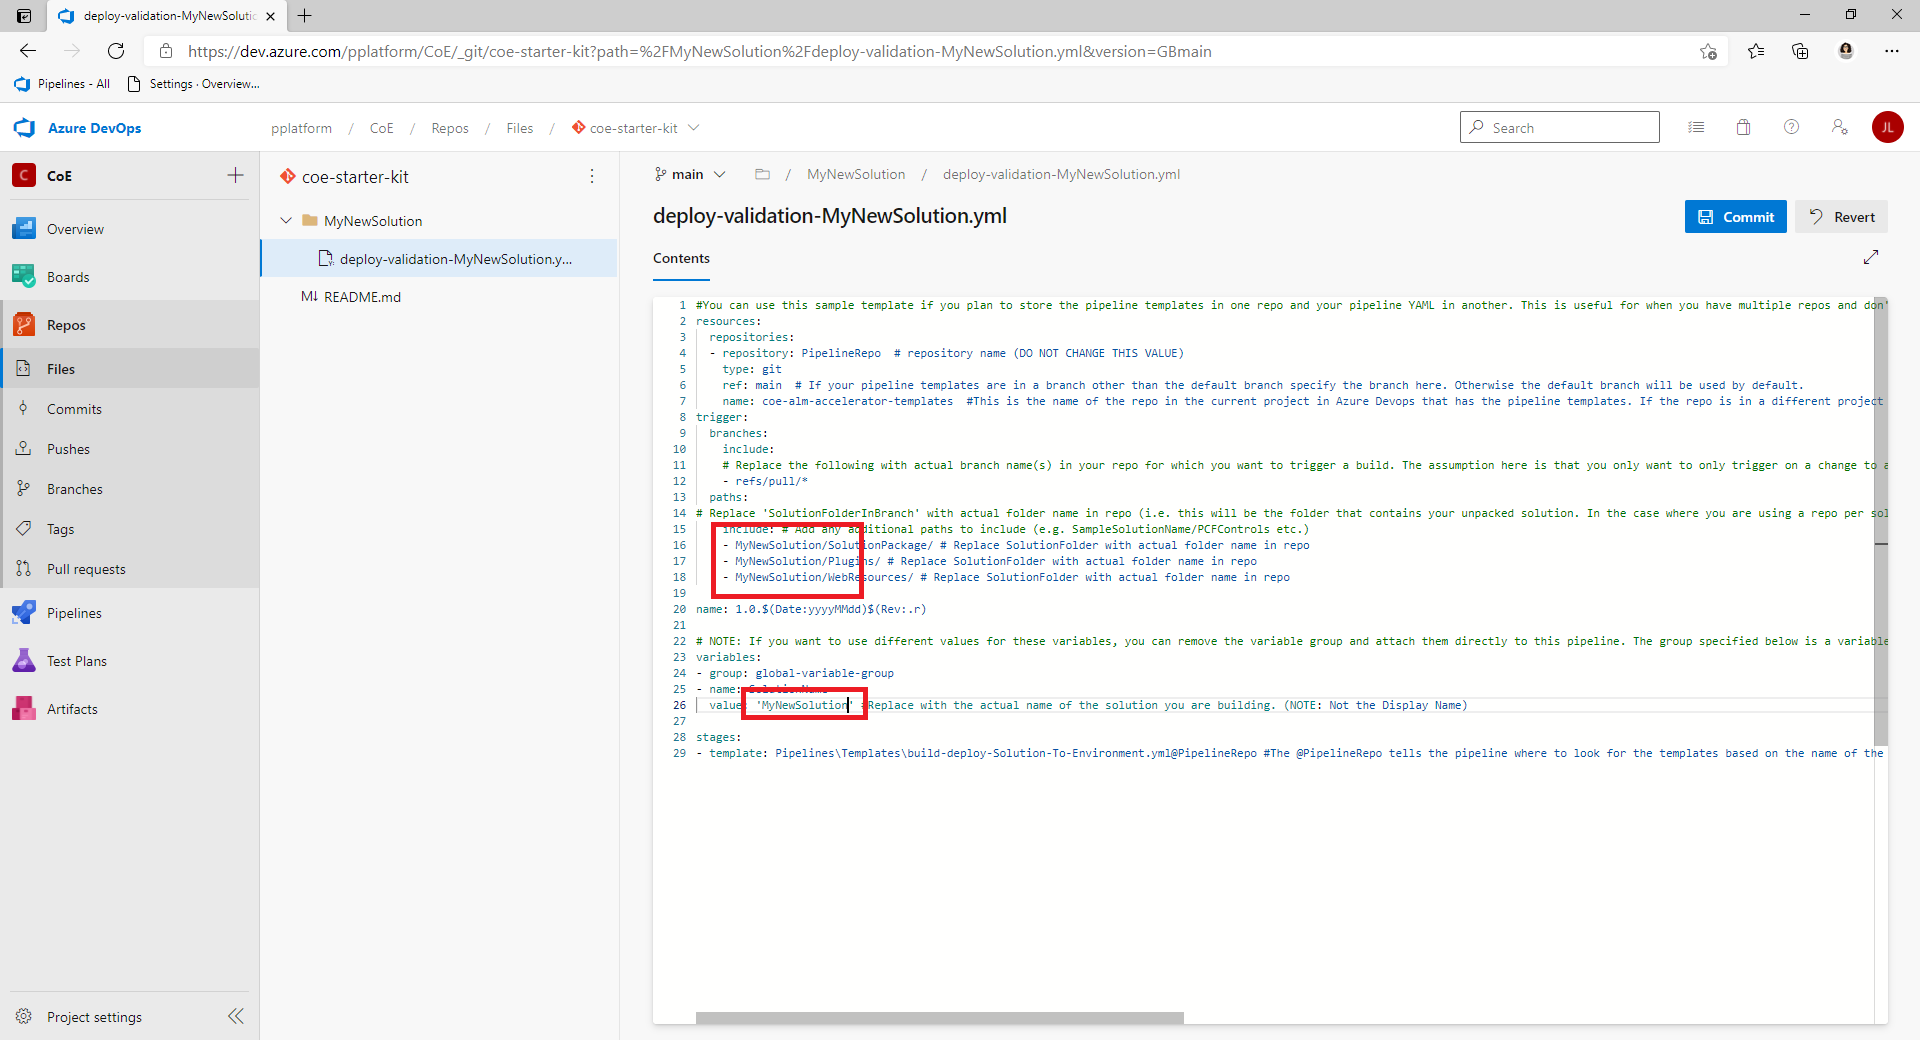 deploy-validation-MyNewSolutio
https://dev.azure.com/pplatform/CoE/_git/coe-starter-kit?path=%2FMyNewSolution%2Fdeploy-validation-MyNewSolution.yml&version=GBmain
Pipelines - All
Settings · Overview...
Azure DevOps
pplatform / CoE / Repos / Files / coe-starter-kit
Search
JL
C CoE
Overview
Boards
Repos
Files
Commits
Pushes
Branches
Tags
Pull requests
Pipelines
Test Plans
Artifacts
Project settings
coe-starter-kit
MyNewSolution
deploy-validation-MyNewSolution.y...
README.md
main / MyNewSolution / deploy-validation-MyNewSolution.yml
deploy-validation-MyNewSolution.yml
Commit
Revert
Contents
1 #You can use this sample template if you plan to store the pipeline templates in one repo and your pipeline YAML in another. This is useful for when you have multiple repos and don'
2 resources:
3 repositories:
4 - repository: PipelineRepo # repository name (DO NOT CHANGE THIS VALUE)
5 type: git
6 ref: main # If your pipeline templates are in a branch other than the default branch specify the branch here. Otherwise the default branch will be used by default.
7 name: coe-alm-accelerator-templates #This is the name of the repo in the current project in Azure Devops that has the pipeline templates. If the repo is in a different project
8 trigger:
9 branches:
10 include:
11 # Replace the following with actual branch name(s) in your repo for which you want to trigger a build. The assumption here is that you only want to only trigger on a change to a
12 - refs/pull/*
13 paths:
14 # Replace 'SolutionFolderInBranch' with actual folder name in repo (i.e. this will be the folder that contains your unpacked solution. In the case where you are using a repo per sol
15 include: # Add any additional paths to include (e.g. SampleSolutionName/PCFControls etc.)
16 - MyNewSolution/SolutionPackage/ # Replace SolutionFolder with actual folder name in repo
17 - MyNewSolution/Plugins/ # Replace SolutionFolder with actual folder name in repo
18 - MyNewSolution/WebResources/ # Replace SolutionFolder with actual folder name in repo
19
20 name: 1.0.$(Date:yyyyMMdd)$(Rev:.r)
21
22 # NOTE: If you want to use different values for these variables, you can remove the variable group and attach them directly to this pipeline. The group specified below is a variable
23 variables:
24 - group: global-variable-group
25 - name: SolutionName
26 value: 'MyNewSolution' #Replace with the actual name of the solution you are building. (NOTE: Not the Display Name)
27
28 stages:
29 - template: Pipelines\Templates\build-deploy-Solution-To-Environment.yml@PipelineRepo #The @PipelineRepo tells the pipeline where to look for the templates based on the name of the